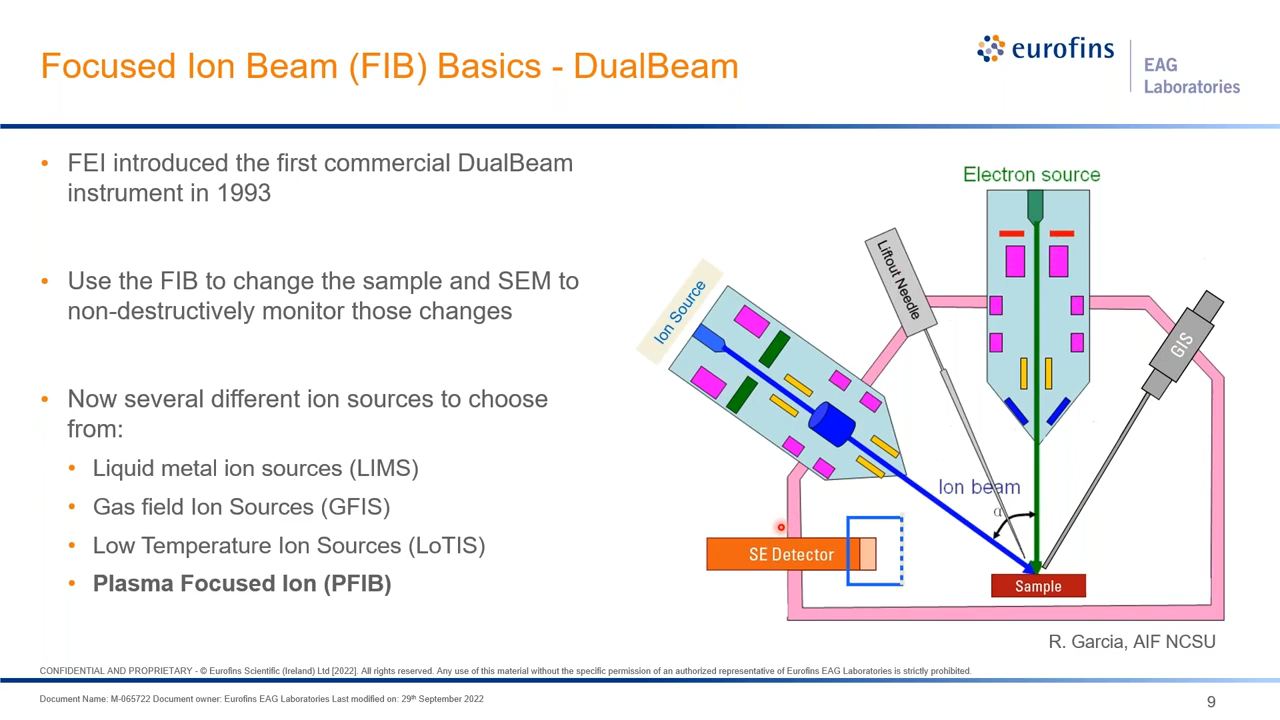 Focused Ion Beam (FIB) Basics - DualBeam
eurofins
EAG
Laboratories
• FEI introduced the first commercial DualBeam
instrument in 1993
• Use the FIB to change the sample and SEM to
non-destructively monitor those changes
• Now several different ion sources to choose
from:
• Liquid metal ion sources (LIMS)
• Gas field Ion Sources (GFIS)
• Low Temperature Ion Sources (LoTIS)
• Plasma Focused Ion (PFIB)
Electron source
Liftout Needle
Ion Source
GIS
Ion beam
α
SE Detector
Sample
R. Garcia, AIF NCSU
CONFIDENTIAL AND PROPRIETARY - © Eurofins Scientific (Ireland) Ltd [2022]. All rights reserved. Any use of this material without the specific permission of an authorized representative of Eurofins EAG Laboratories is strictly prohibited.
Document Name: M-065722 Document owner: Eurofins EAG Laboratories Last modified on: 29th September 2022
9